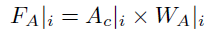 F_A|_i = A_c|_i × W_A|_i